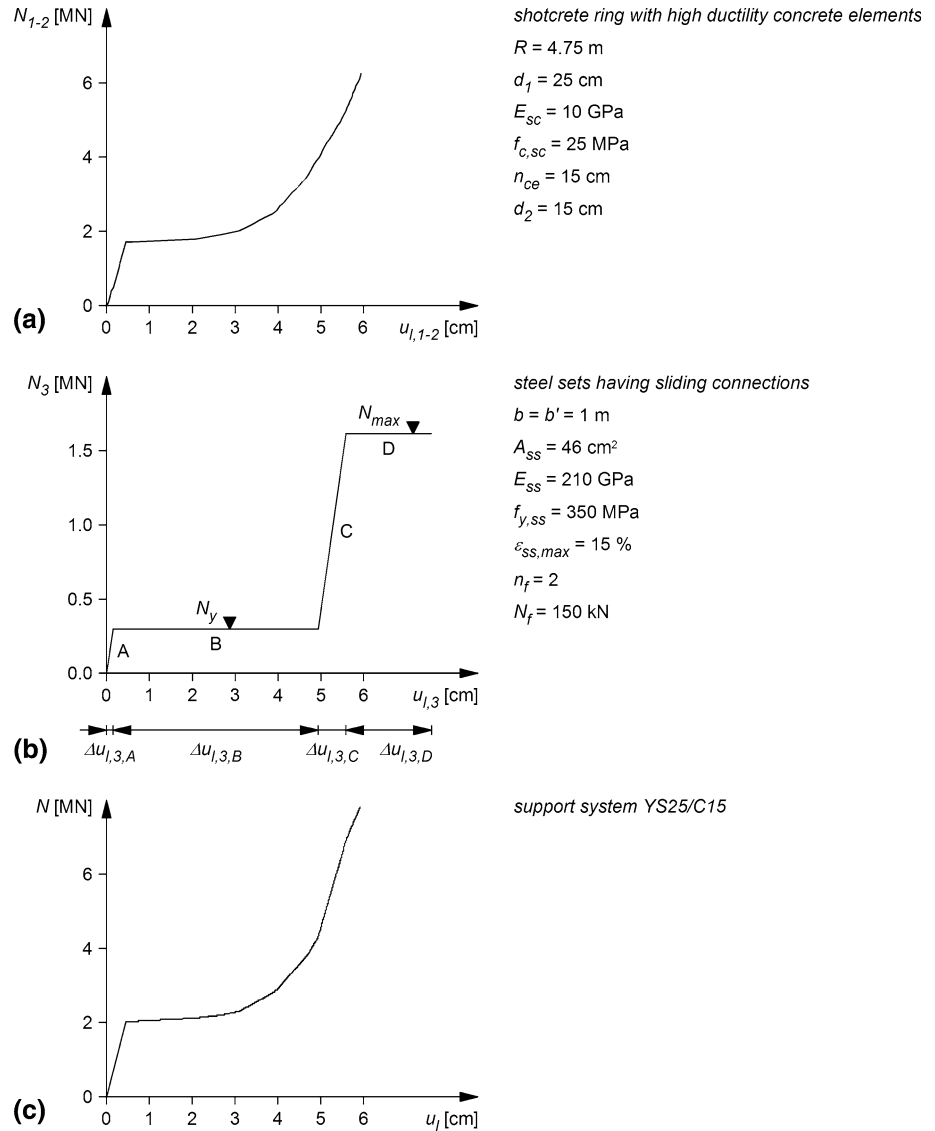 N1-2 [MN]
6
4
2
0
0 1 2 3 4 5 6
ul,1-2 [cm]
(a)
shotcrete ring with high ductility concrete elements
R = 4.75 m
d1 = 25 cm
Esc = 10 GPa
fc,sc = 25 MPa
nce = 15 cm
d2 = 15 cm
N3 [MN]
1.5
1.0
0.5
0.0
Nmax
D
C
Ny
B
A
0 1 2 3 4 5 6
ul,3 [cm]
(b)
Δul,3,A Δul,3,B Δul,3,C Δul,3,D
steel sets having sliding connections
b = b' = 1 m
Ass = 46 cm²
Ess = 210 GPa
fy,ss = 350 MPa
εss,max = 15 %
nf = 2
Nf = 150 kN
N [MN]
6
4
2
0
0 1 2 3 4 5 6
ul [cm]
(c)
support system YS25/C15